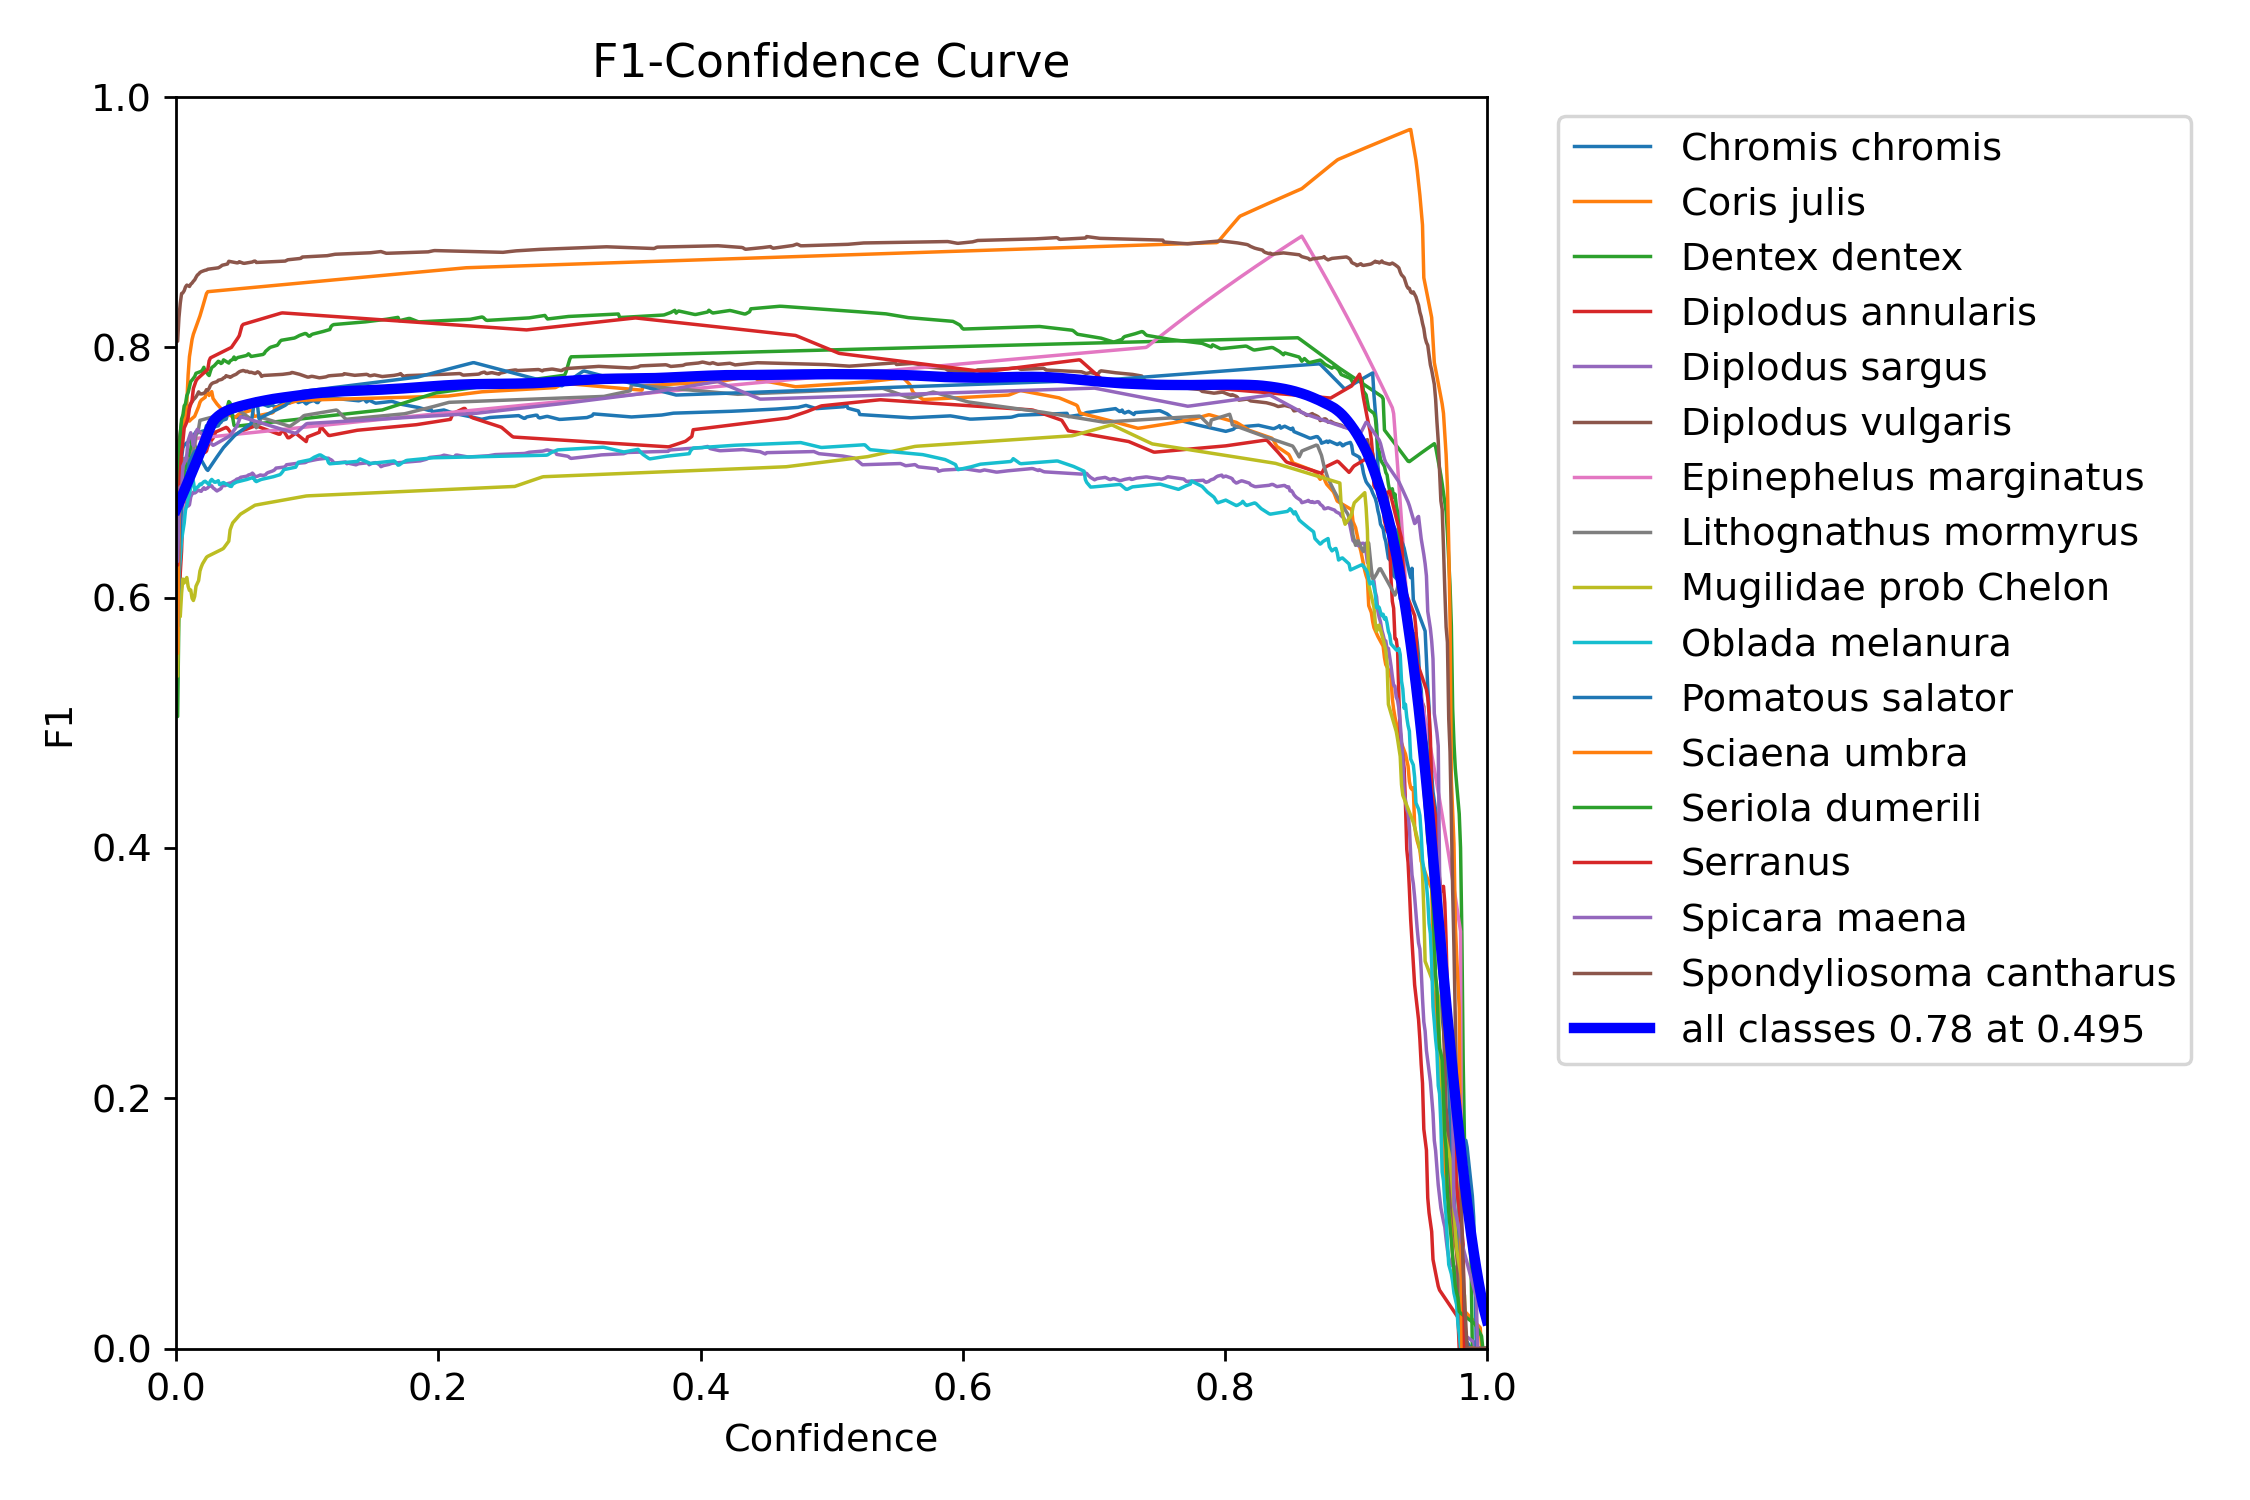 F1-Confidence Curve
1.0
0.8
0.6
0.4
0.2
0.0
F1
0.0 0.2 0.4 0.6 0.8 1.0
Confidence
Chromis chromis
Coris julis
Dentex dentex
Diplodus annularis
Diplodus sargus
Diplodus vulgaris
Epinephelus marginatus
Lithognathus mormyrus
Mugilidae prob Chelon
Oblada melanura
Pomatous salator
Sciaena umbra
Seriola dumerili
Serranus
Spicara maena
Spondyliosoma cantharus
all classes 0.78 at 0.495